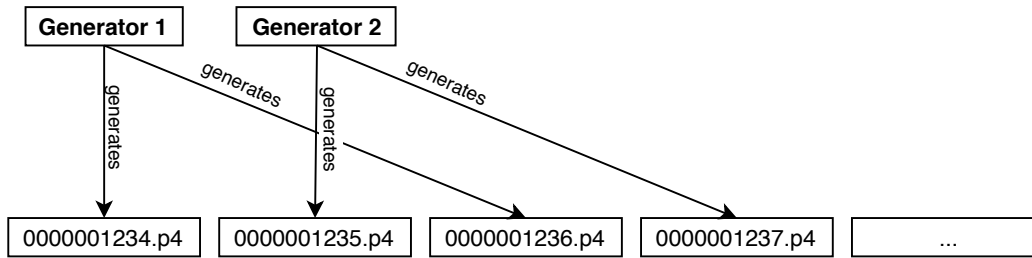 Generator 1
Generator 2
generates
generates
generates
generates
0000001234.p4
0000001235.p4
0000001236.p4
0000001237.p4
...